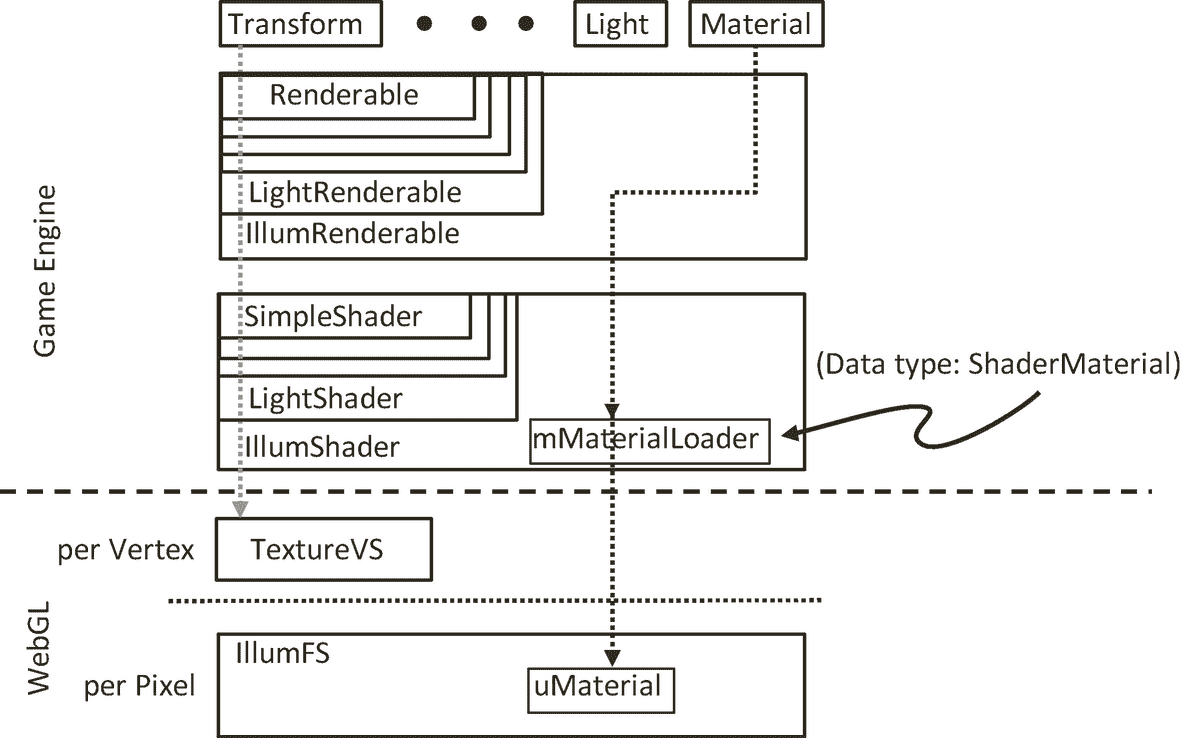 Transform
Light
Material
Renderable
LightRenderable
IllumRenderable
Game Engine
SimpleShader
(Data type: ShaderMaterial)
LightShader
mMaterialLoader
IllumShader
per Vertex
TextureVS
WebGL
IllumFS
per Pixel
uMaterial